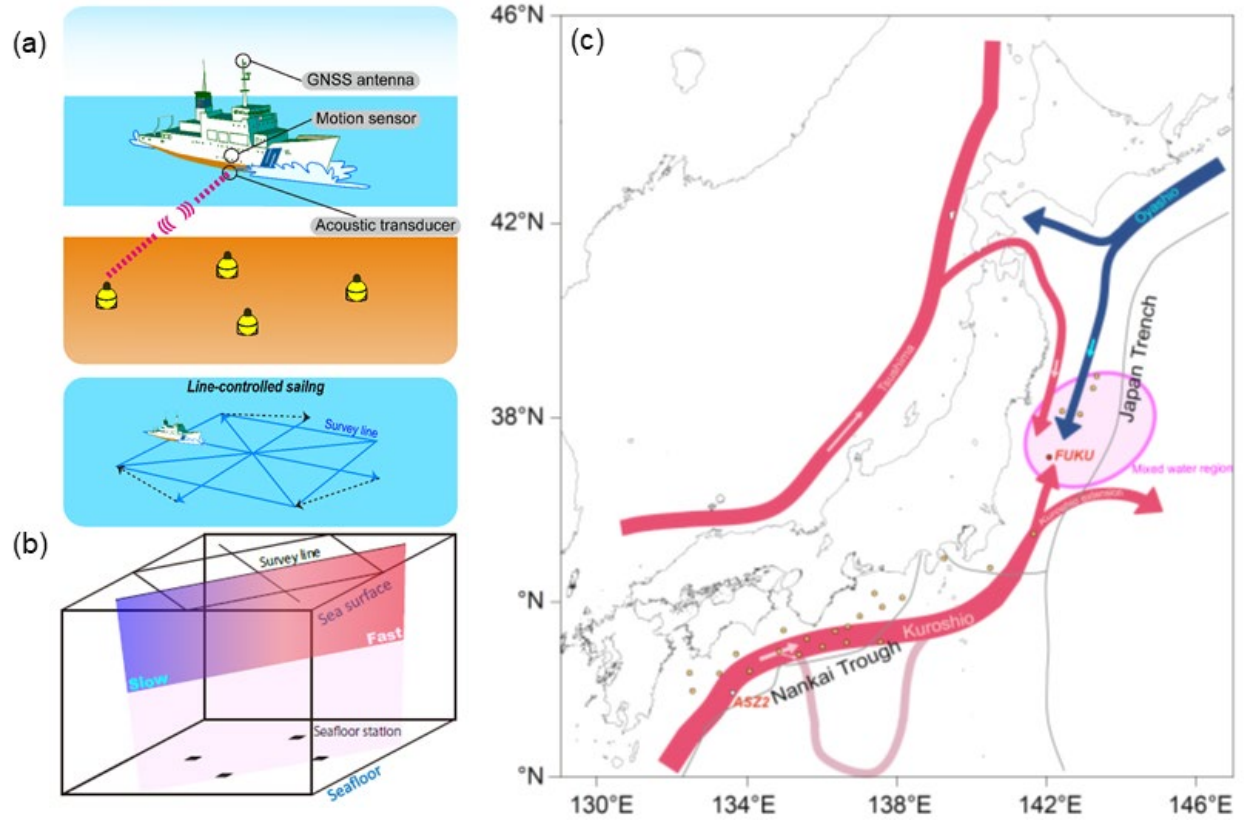 (a)
GNSS antenna
Motion sensor
Acoustic transducer
Line-controlled sailng
Survey line
(b)
Survey line
Sea surface
Fast
Slow
Seafloor station
Seafloor
(c)
46°N
42°N
38°N
°N
°N
130°E
134°E
138°E
142°E
146°E
Oyashio
Japan Trench
Tsushima
FUKU
Mixed water region
Kuroshio extension
Kuroshio
Nankai Trough
ASZ2